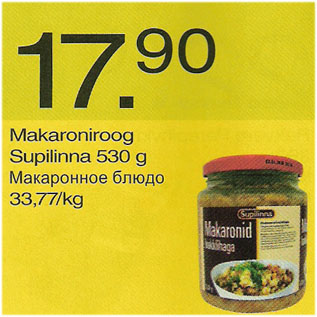 17.90
Makaroniroog
Supilinna 530 g
Макаронное блюдо
33,77/kg
Supilinna
Makaronid
hakklihaga